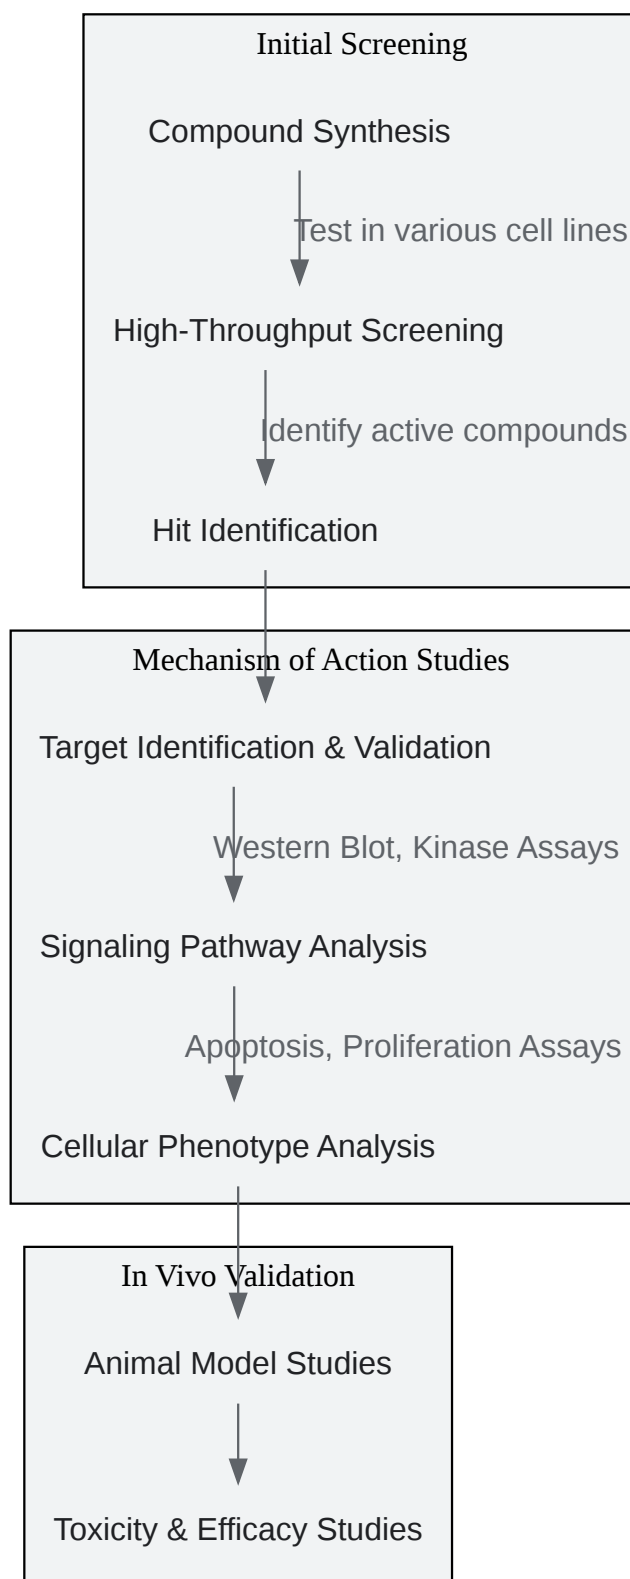 Initial Screening
Compound Synthesis
Test in various cell lines
High-Throughput Screening
Identify active compounds
Hit Identification
Mechanism of Action Studies
Target Identification & Validation
Western Blot, Kinase Assays
Signaling Pathway Analysis
Apoptosis, Proliferation Assays
Cellular Phenotype Analysis
In Vivo Validation
Animal Model Studies
Toxicity & Efficacy Studies